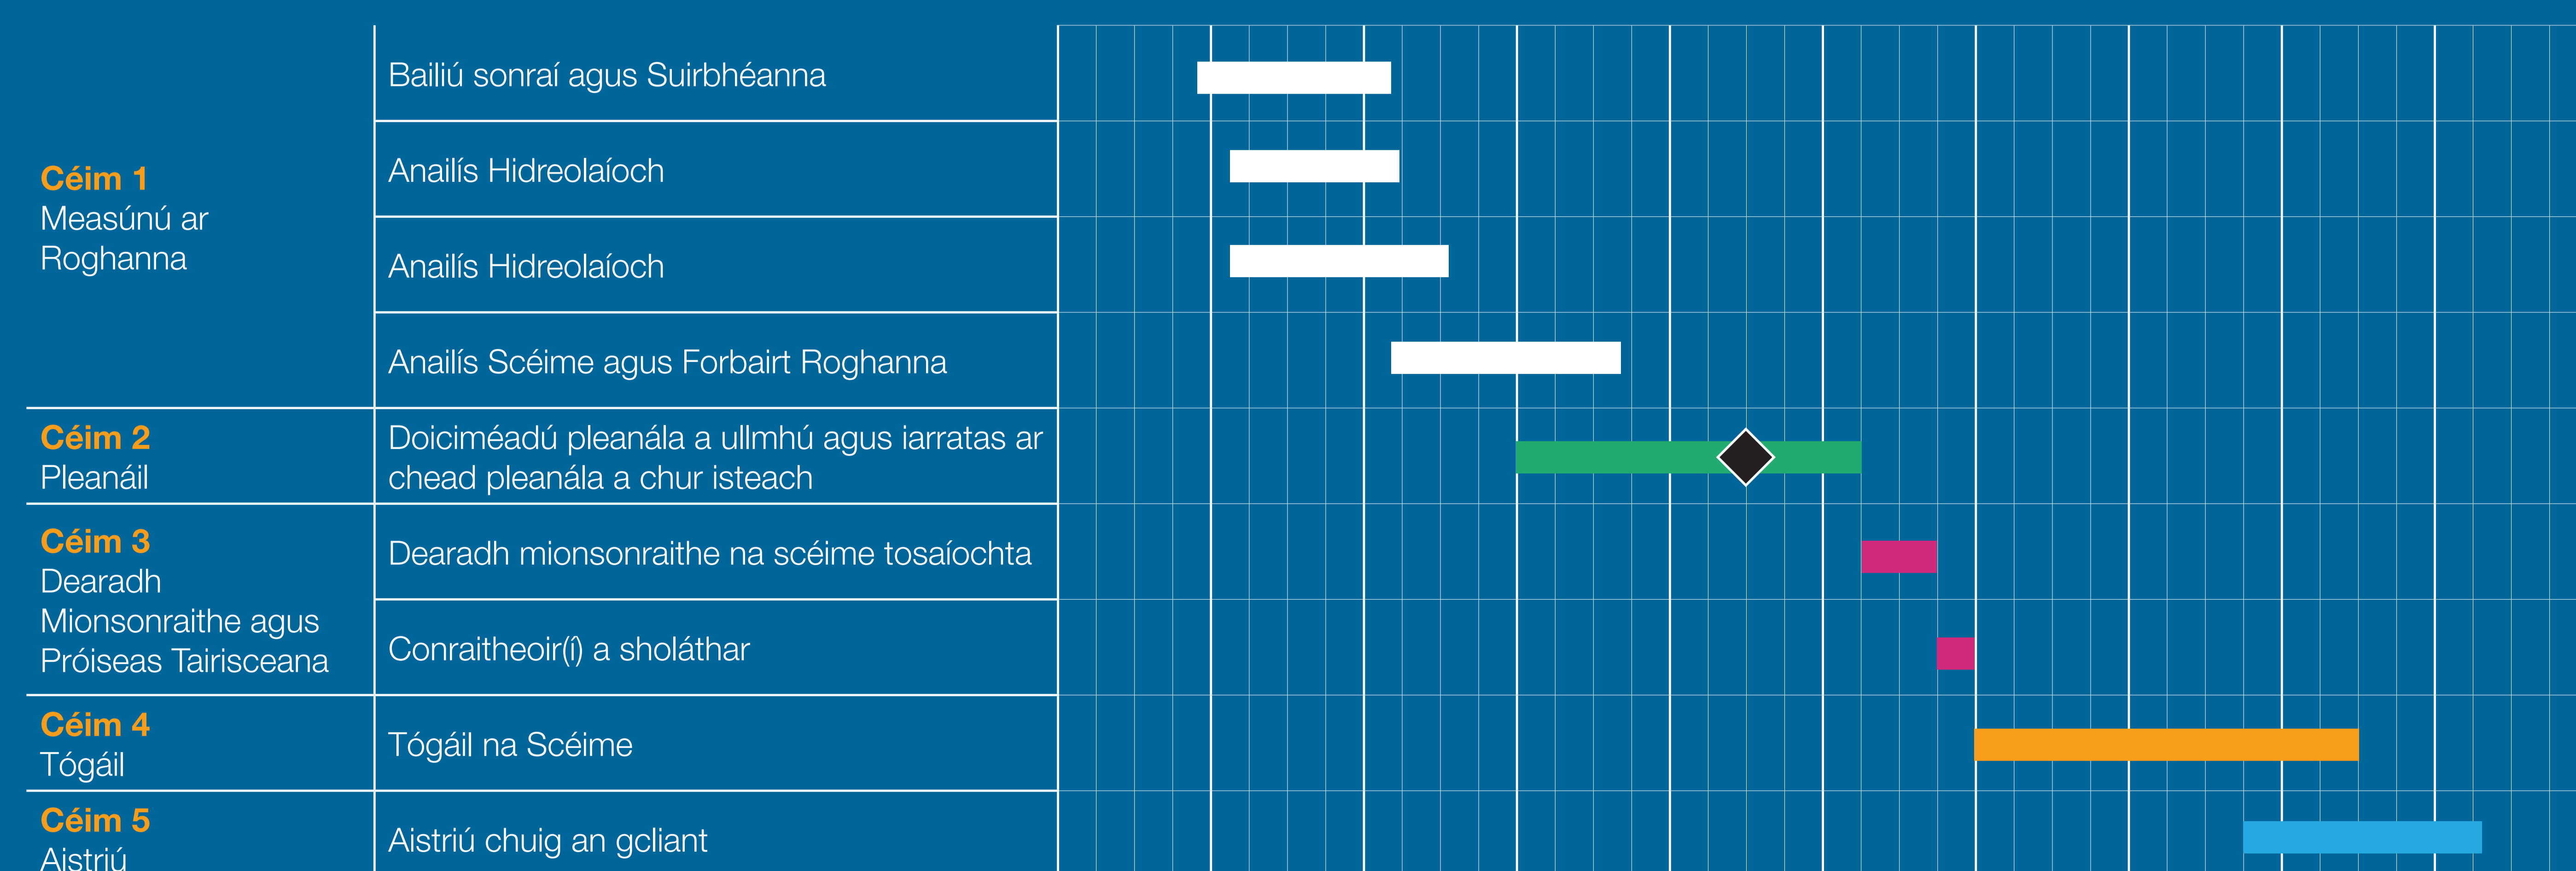 Bailiú sonraí agus Suirbhéanna
Céim 1
Measúnú ar
Roghanna
Anailís Hidreolaíoch
Anailís Hidreolaíoch
Anailís Scéime agus Forbairt Roghanna
Céim 2
Pleanáil
Doiciméadú pleanála a ullmhú agus iarratas ar
chead pleanála a chur isteach
Céim 3
Dearadh
Mionsonraithe agus
Próiseas Tairisceana
Dearadh mionsonraithe na scéime tosaíochta
Conraitheoir(í) a sholáthar
Céim 4
Tógáil
Tógáil na Scéime
Céim 5
Aistriú
Aistriú chuig an gcliant